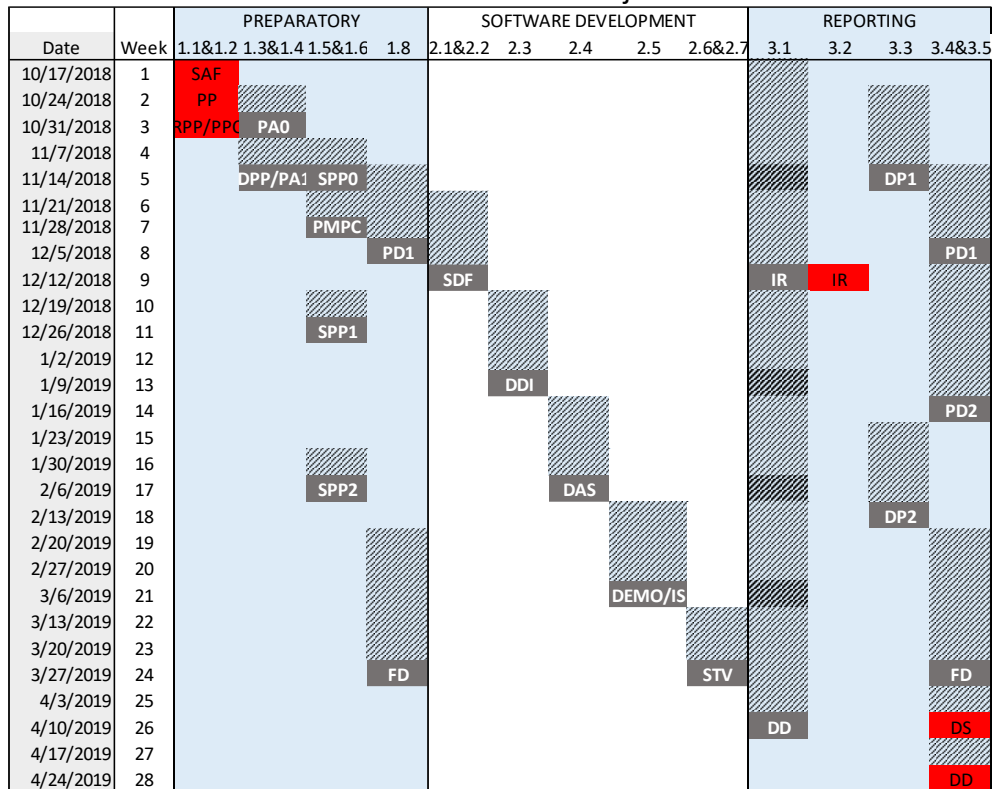 PREPARATORY SOFTWARE DEVELOPMENT REPORTING
Date Week 1.1&1.2 1.3&1.4 1.5&1.6 1.8 2.1&2.2 2.3 2.4 2.5 2.6&2.7 3.1 3.2 3.3 3.4&3.5
10/17/2018 1 SAF
10/24/2018 2 PP
10/31/2018 3 RPP/PPC PA0
11/7/2018 4
11/14/2018 5 DPP/PA1 SPP0 DP1
11/21/2018 6
11/28/2018 7 PMPC
12/5/2018 8 PD1 PD1
12/12/2018 9 SDF IR IR
12/19/2018 10
12/26/2018 11 SPP1
1/2/2019 12
1/9/2019 13 DDI
1/16/2019 14 PD2
1/23/2019 15
1/30/2019 16
2/6/2019 17 SPP2 DAS
2/13/2019 18 DP2
2/20/2019 19
2/27/2019 20
3/6/2019 21 DEMO/IS
3/13/2019 22
3/20/2019 23
3/27/2019 24 FD STV FD
4/3/2019 25
4/10/2019 26 DD DS
4/17/2019 27
4/24/2019 28 DD